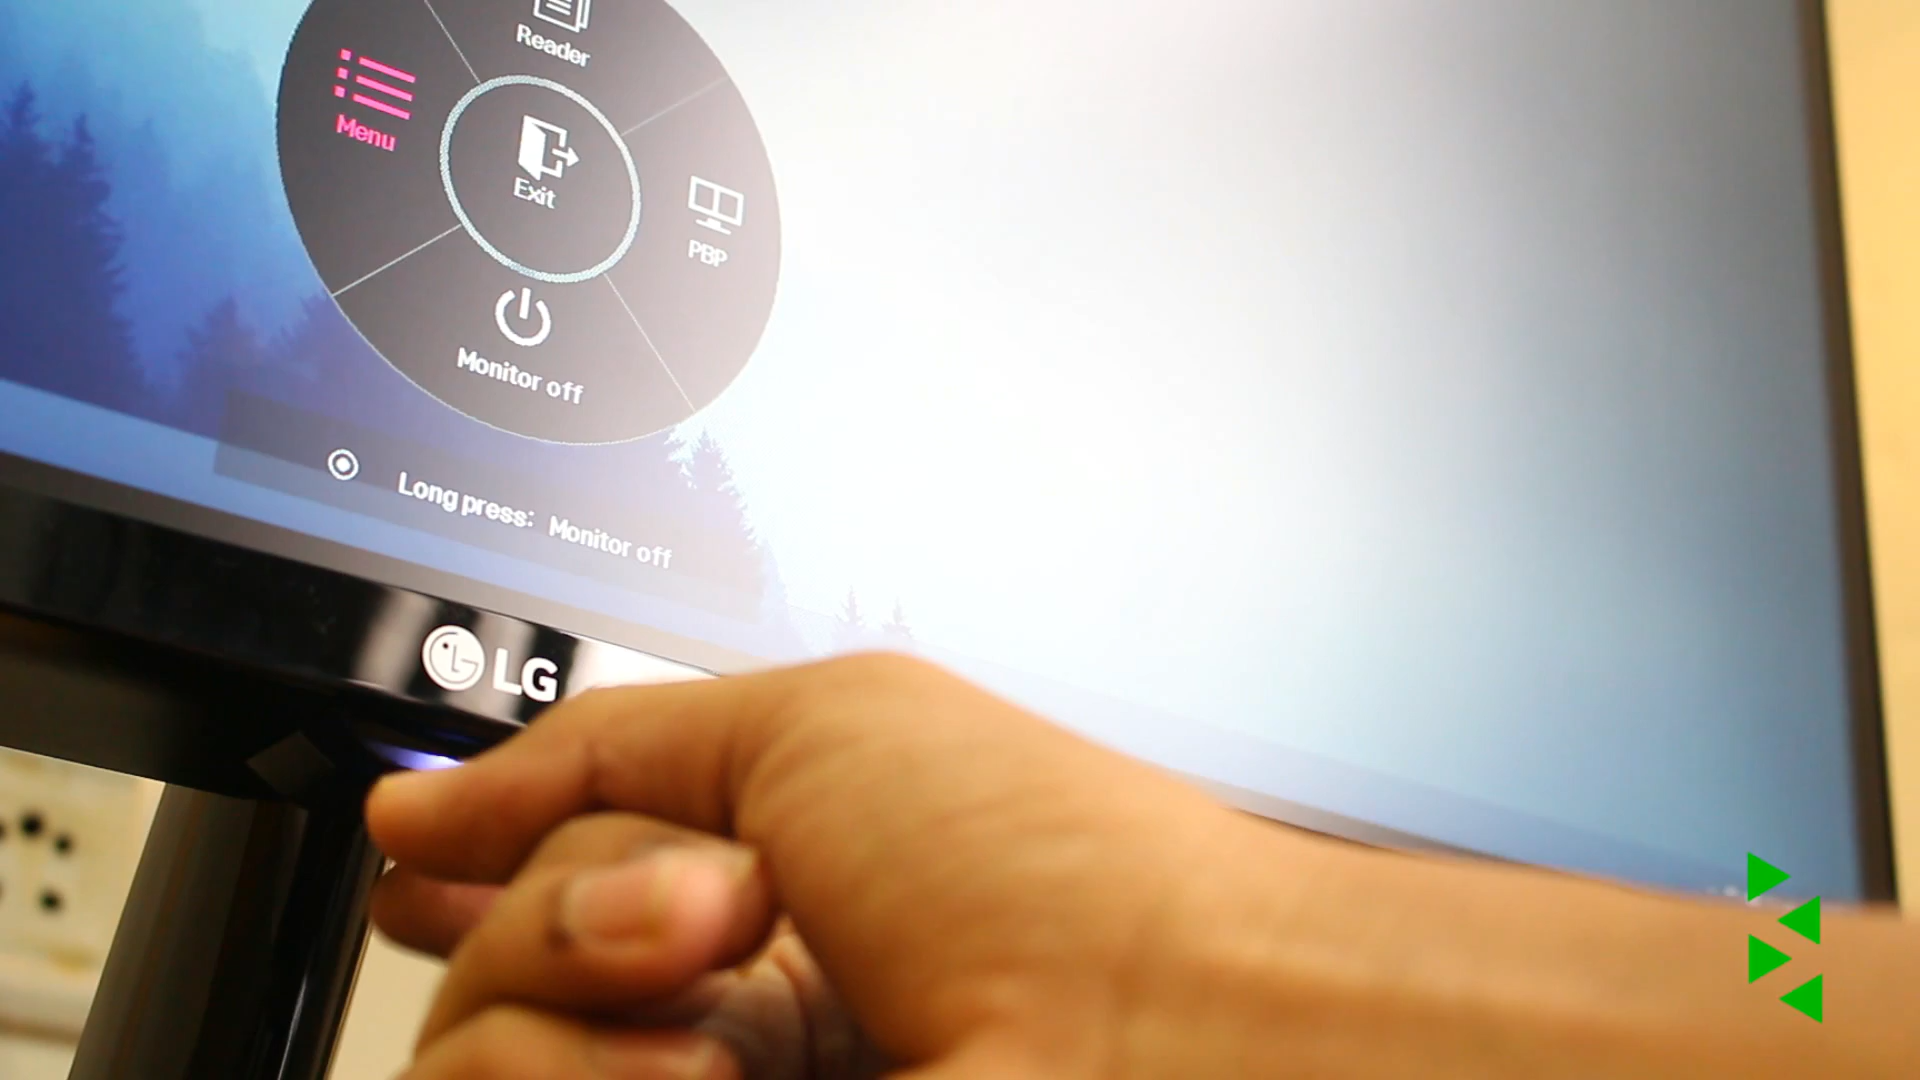 Reader
Menu
Exit
PBP
Monitor off
Long press: Monitor off
LG